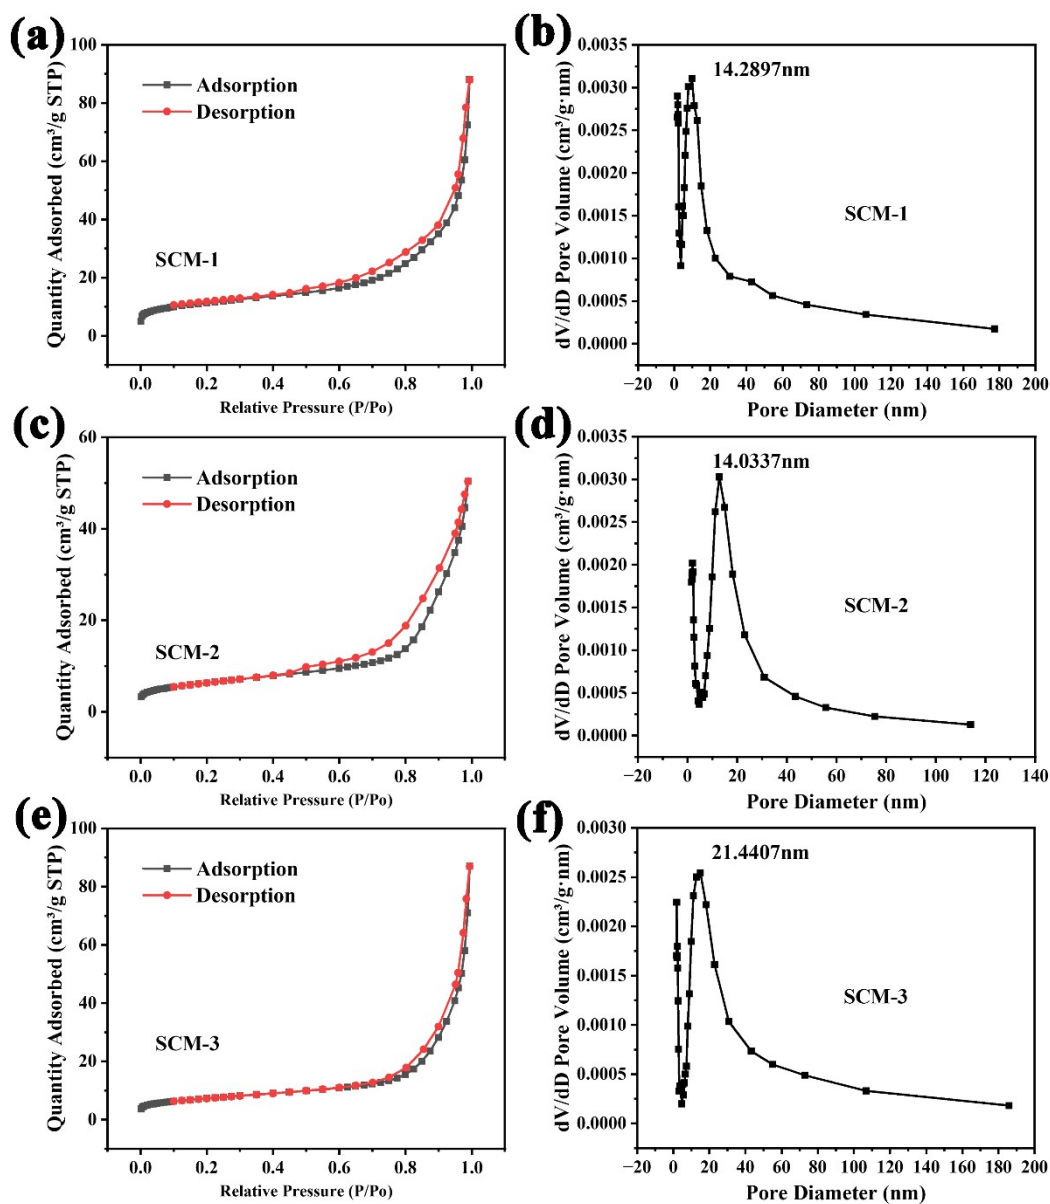 (a)
100
80
60
40
20
0
Quantity Adsorbed (cm³/g STP)
Adsorption
Desorption
SCM-1
0.0 0.2 0.4 0.6 0.8 1.0
Relative Pressure (P/Po)
(b)
0.0035
0.0030
0.0025
0.0020
0.0015
0.0010
0.0005
0.0000
dV/dD Pore Volume (cm³/g·nm)
14.2897nm
SCM-1
−20 0 20 40 60 80 100 120 140 160 180 200
Pore Diameter (nm)
(c)
60
40
20
0
Quantity Adsorbed (cm³/g STP)
Adsorption
Desorption
SCM-2
0.0 0.2 0.4 0.6 0.8 1.0
Relative Pressure (P/Po)
(d)
0.0035
0.0030
0.0025
0.0020
0.0015
0.0010
0.0005
0.0000
dV/dD Pore Volume (cm³/g·nm)
14.0337nm
SCM-2
−20 0 20 40 60 80 100 120 140
Pore Diameter (nm)
(e)
100
80
60
40
20
0
Quantity Adsorbed (cm³/g STP)
Adsorption
Desorption
SCM-3
0.0 0.2 0.4 0.6 0.8 1.0
Relative Pressure (P/Po)
(f)
0.0030
0.0025
0.0020
0.0015
0.0010
0.0005
0.0000
dV/dD Pore Volume (cm³/g·nm)
21.4407nm
SCM-3
−20 0 20 40 60 80 100 120 140 160 180 200
Pore Diameter (nm)